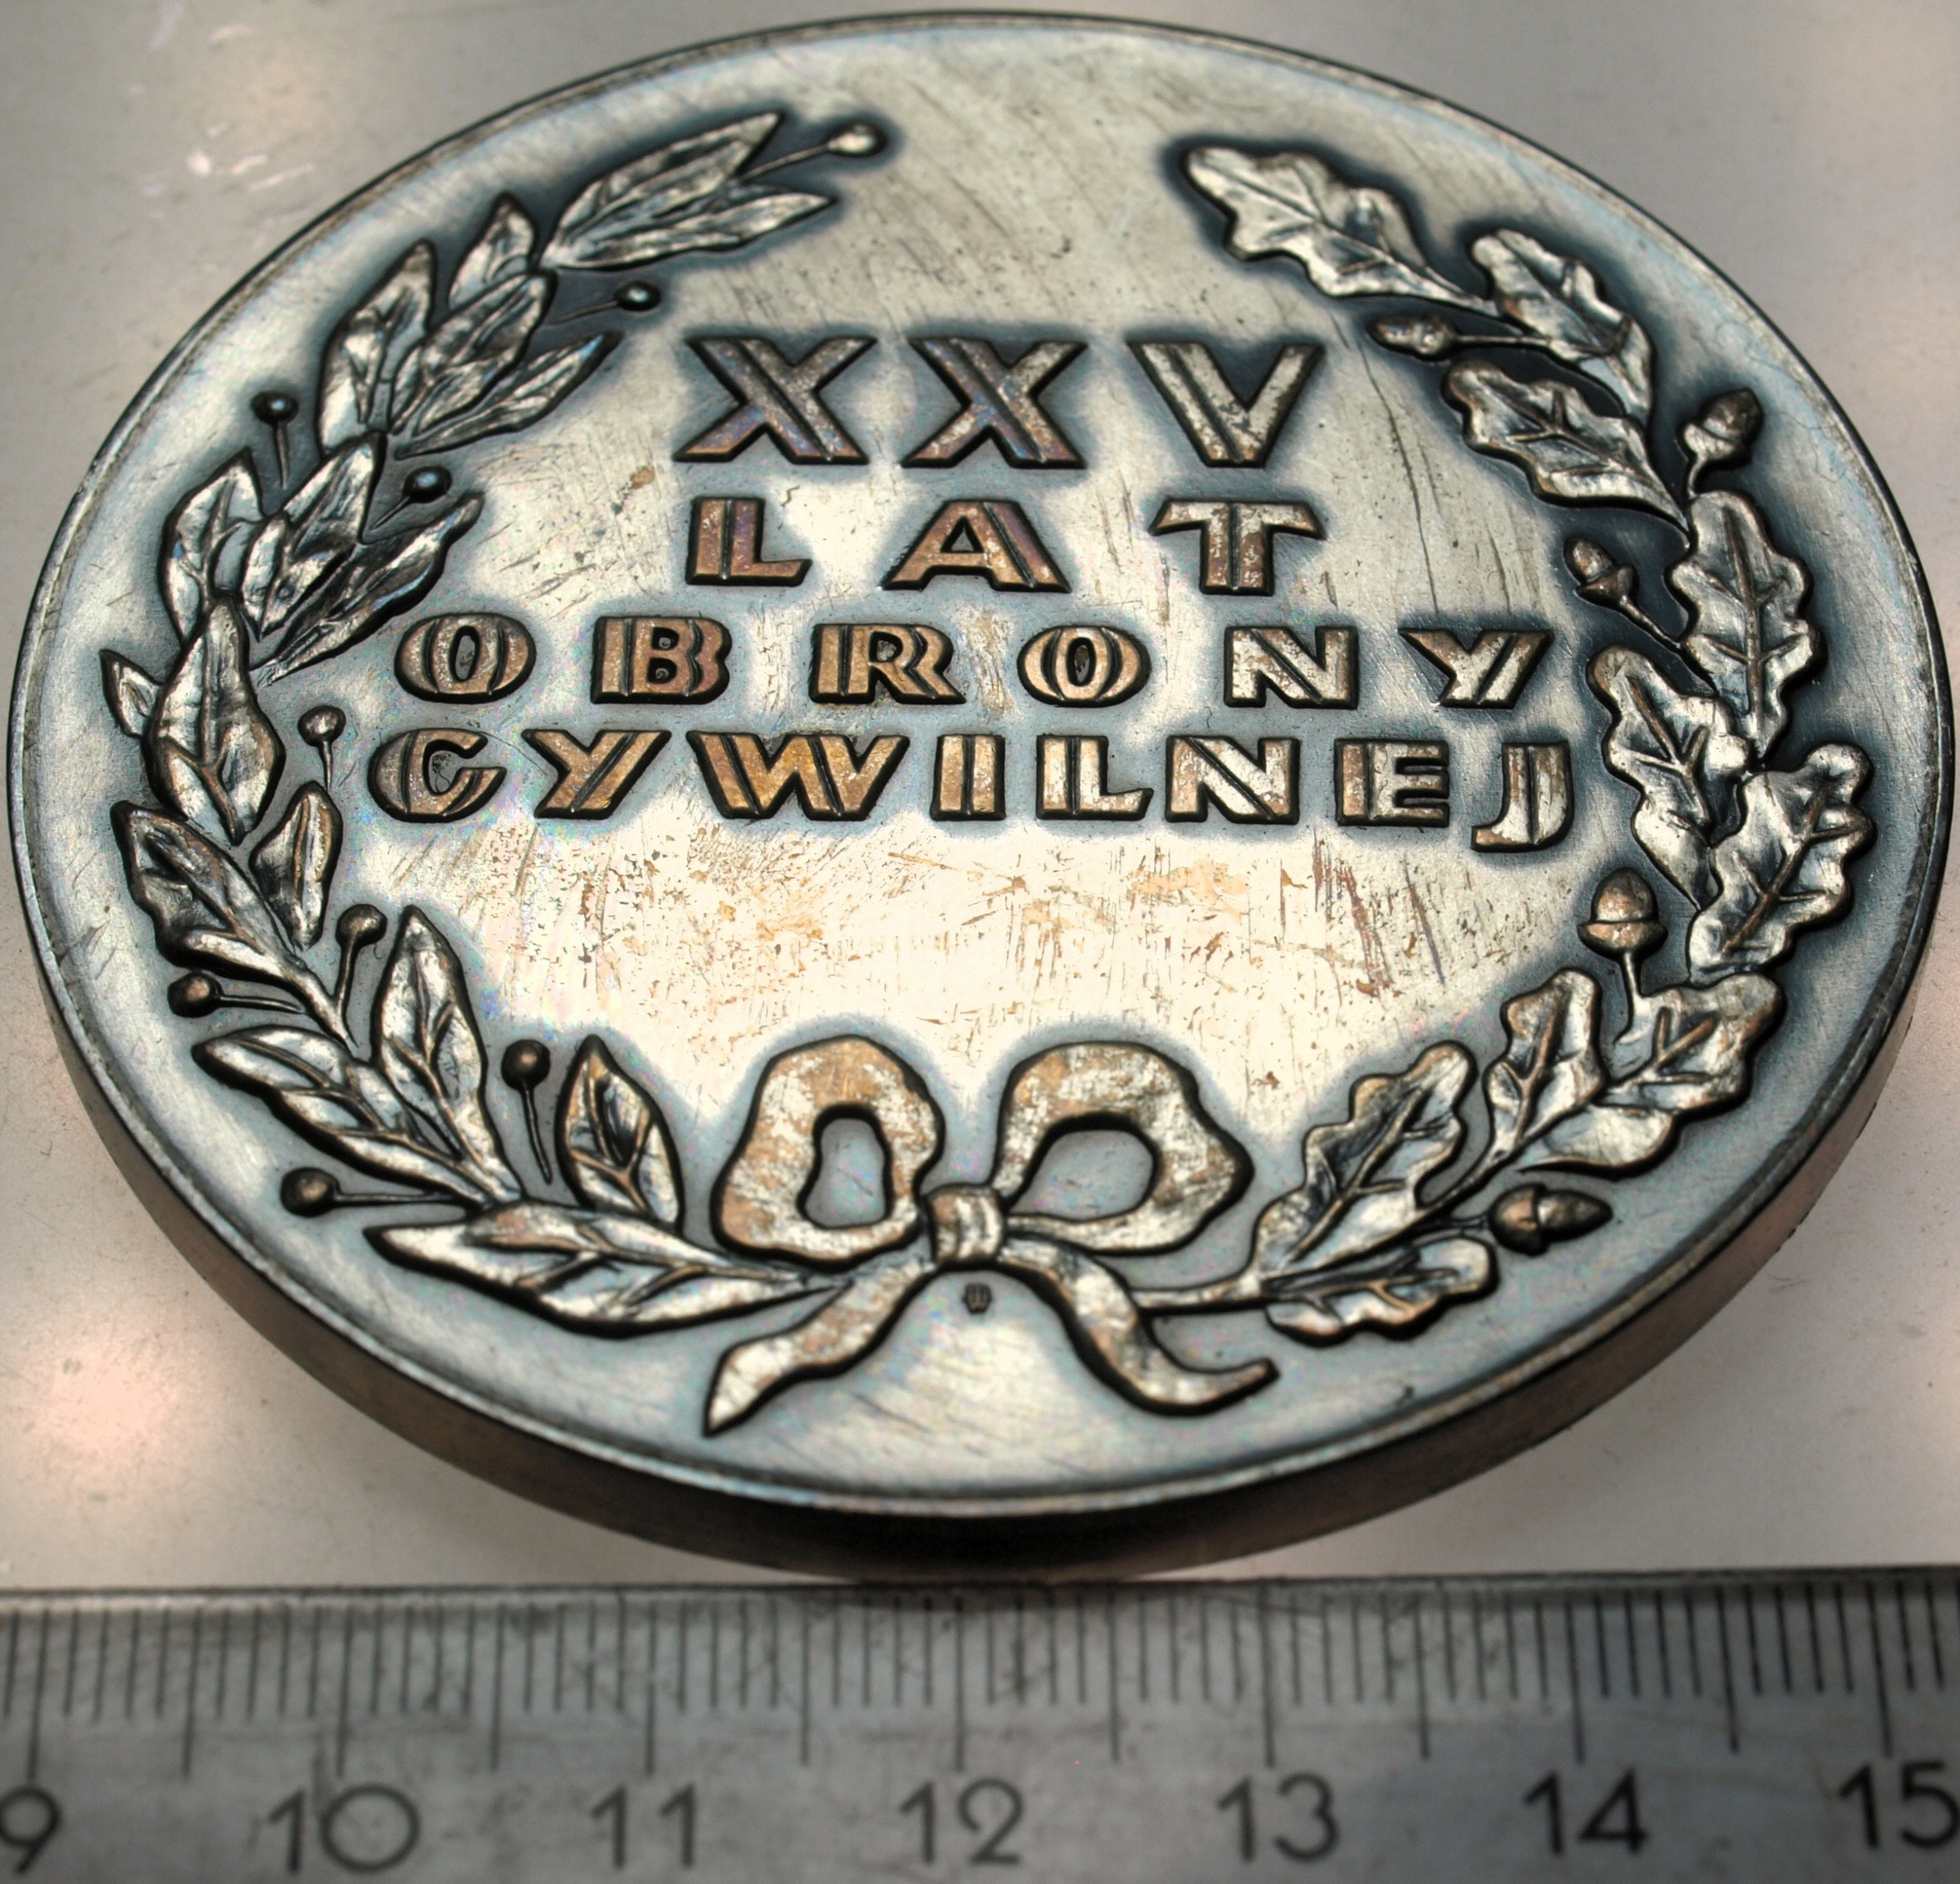 XXV
LAT
OBRONY
CYWILNEJ
9 10 11 12 13 14 15